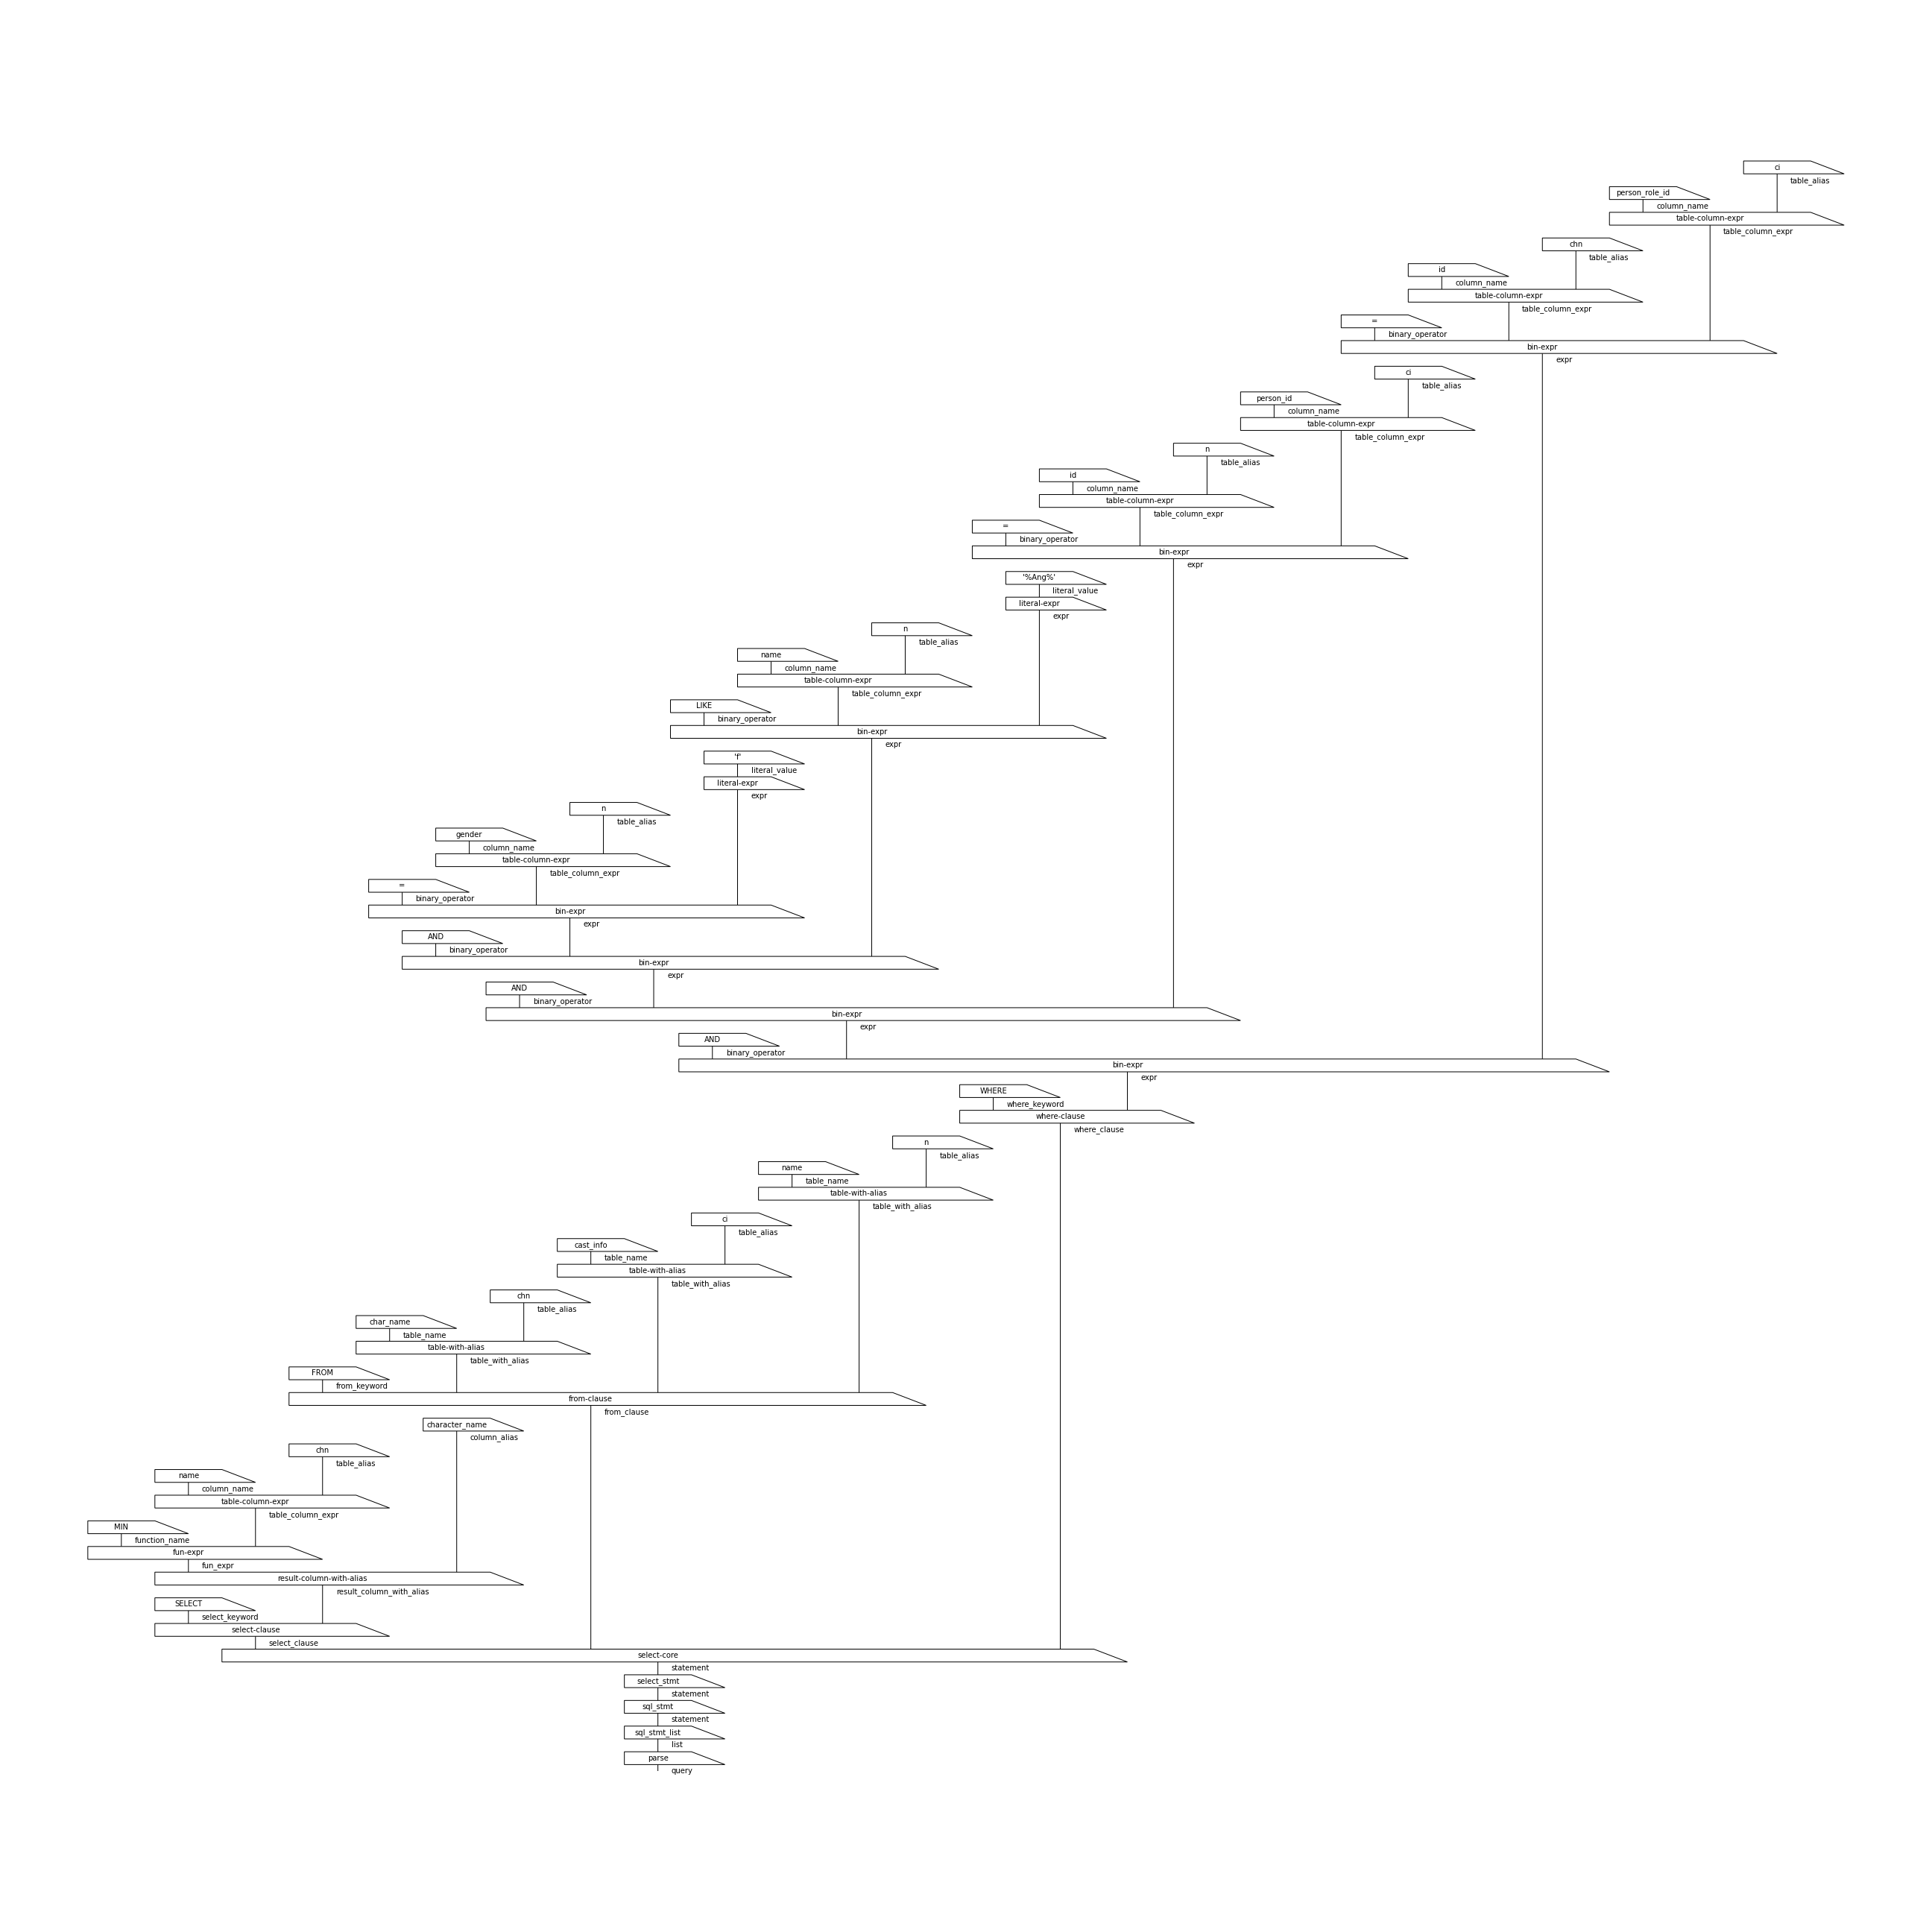 ci
table_alias
person_role_id
column_name
table-column-expr
table_column_expr
chn
table_alias
id
column_name
table-column-expr
table_column_expr
=
binary_operator
bin-expr
expr
ci
table_alias
person_id
column_name
table-column-expr
table_column_expr
n
table_alias
id
column_name
table-column-expr
table_column_expr
=
binary_operator
bin-expr
expr
'%Ang%'
literal_value
literal-expr
expr
n
table_alias
name
column_name
table-column-expr
table_column_expr
LIKE
binary_operator
bin-expr
expr
'f'
literal_value
literal-expr
expr
n
table_alias
gender
column_name
table-column-expr
table_column_expr
=
binary_operator
bin-expr
expr
AND
binary_operator
bin-expr
expr
AND
binary_operator
bin-expr
expr
AND
binary_operator
bin-expr
expr
WHERE
where_keyword
where-clause
where_clause
n
table_alias
name
table_name
table-with-alias
table_with_alias
ci
table_alias
cast_info
table_name
table-with-alias
table_with_alias
chn
table_alias
char_name
table_name
table-with-alias
table_with_alias
FROM
from_keyword
from-clause
from_clause
character_name
column_alias
chn
table_alias
name
column_name
table-column-expr
table_column_expr
MIN
function_name
fun-expr
fun_expr
result-column-with-alias
result_column_with_alias
SELECT
select_keyword
select-clause
select_clause
select-core
statement
select_stmt
statement
sql_stmt
statement
sql_stmt_list
list
parse
query